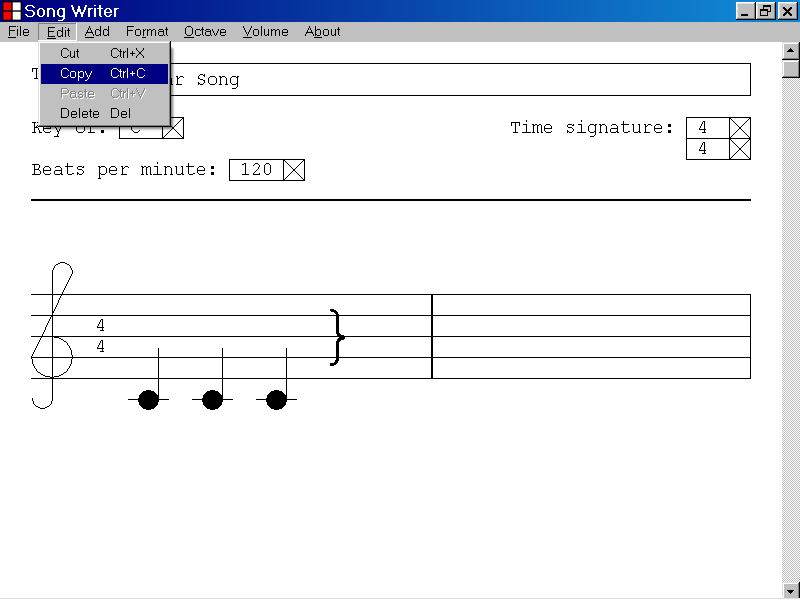 Song Writer
File Edit Add Format Octave Volume About
Cut Ctrl+X
Copy Ctrl+C
Paste Ctrl+V
Delete Del
Song
Key of: C
Time signature: 4
4
Beats per minute: 120
4
4